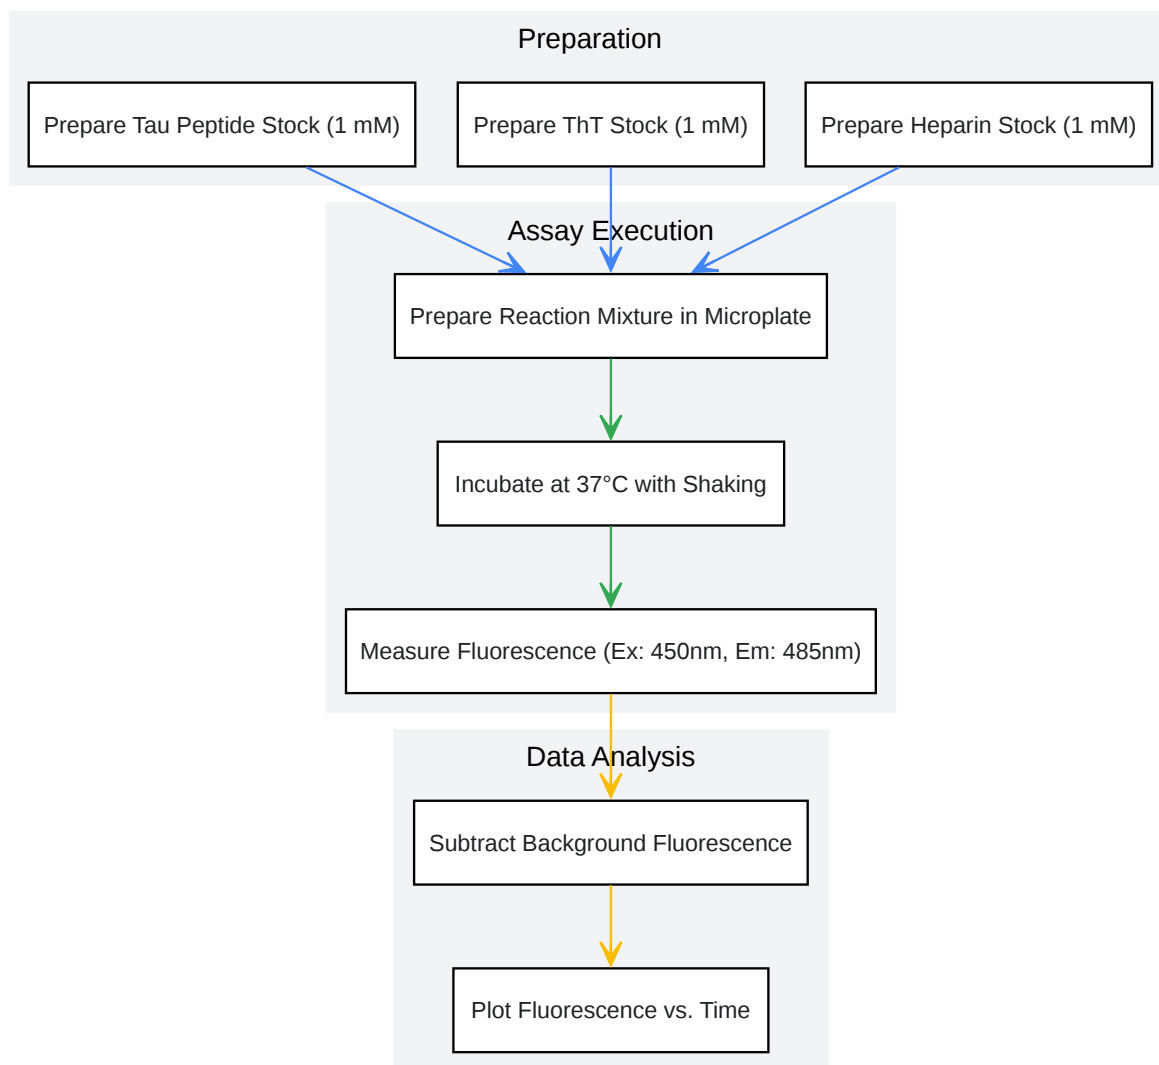 Preparation
Prepare Tau Peptide Stock (1 mM)
Prepare ThT Stock (1 mM)
Prepare Heparin Stock (1 mM)
Assay Execution
Prepare Reaction Mixture in Microplate
Incubate at 37°C with Shaking
Measure Fluorescence (Ex: 450nm, Em: 485nm)
Data Analysis
Subtract Background Fluorescence
Plot Fluorescence vs. Time